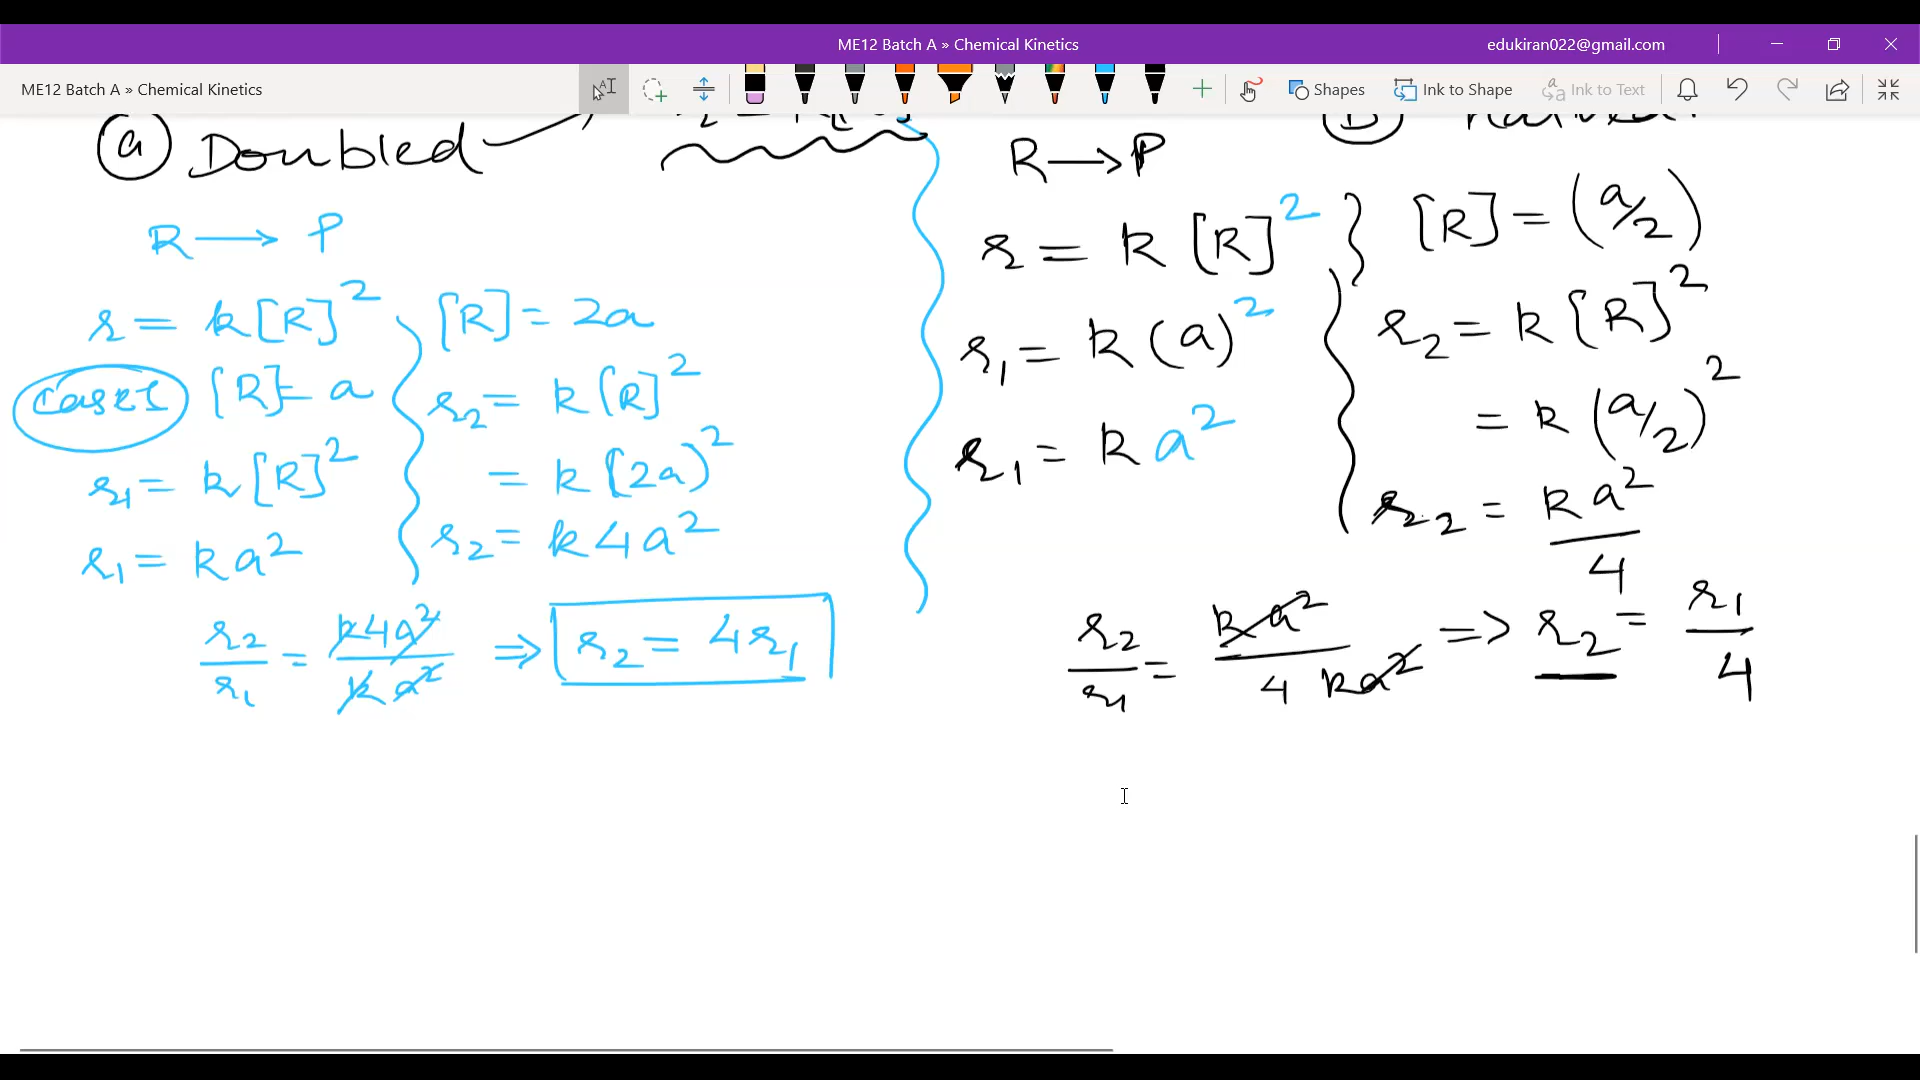 ME12 Batch A » Chemical Kinetics
edukiran022@gmail.com
ME12 Batch A » Chemical Kinetics
Shapes
Ink to Shape
Ink to Text
(a) Doubled
R → P
r = k[R]²
[R] = a
r₁ = k[R]²
r₁ = ka²
[R] = 2a
r₂ = k[R]²
= k[2a)²
r₂ = k4a²
r₂/r₁ = k4a²/ka² ⇒ r₂ = 4r₁
(B) Halved.
R → P
r = k[R]²
r₁ = k(a)²
r₁ = ka²
[R] = (a/2)
r₂ = k[R]²
= k(a/2)²
r₂ = ka²/4
r₂/r₁ = ka²/4ka² => r₂ = r₁/4